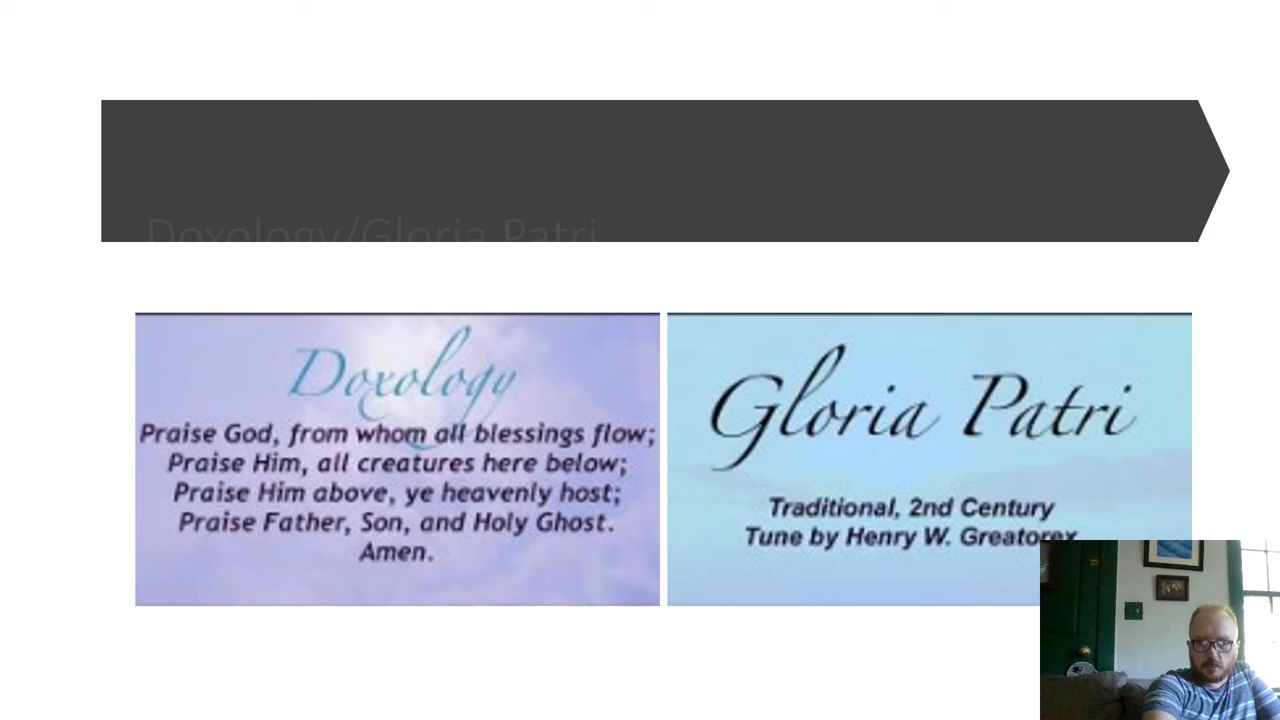 Doxology/Gloria Patri
Doxology
Praise God, from whom all blessings flow;
Praise Him, all creatures here below;
Praise Him above, ye heavenly host;
Praise Father, Son, and Holy Ghost.
Amen.
Gloria Patri
Traditional, 2nd Century
Tune by Henry W. Greatorex